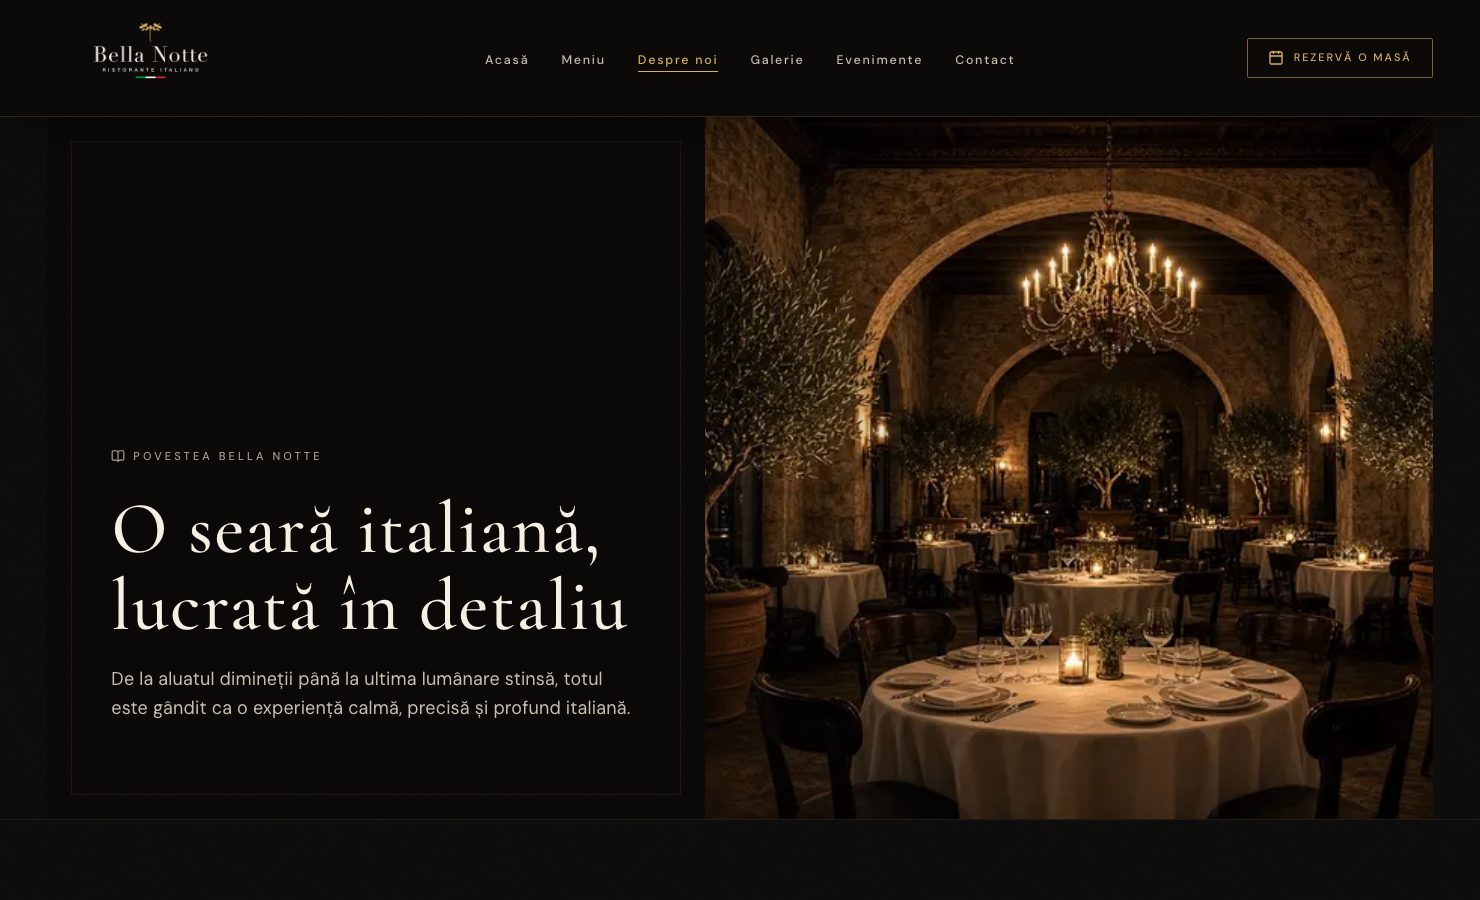 Bella Notte
RISTORANTE ITALIANO
Acasă
Meniu
Despre noi
Galerie
Evenimente
Contact
REZERVĂ O MASĂ
POVESTEA BELLA NOTTE
O seară italiană,
lucrată în detaliu
De la aluatul dimineții până la ultima lumânare stinsă, totul
este gândit ca o experiență calmă, precisă și profund italiană.